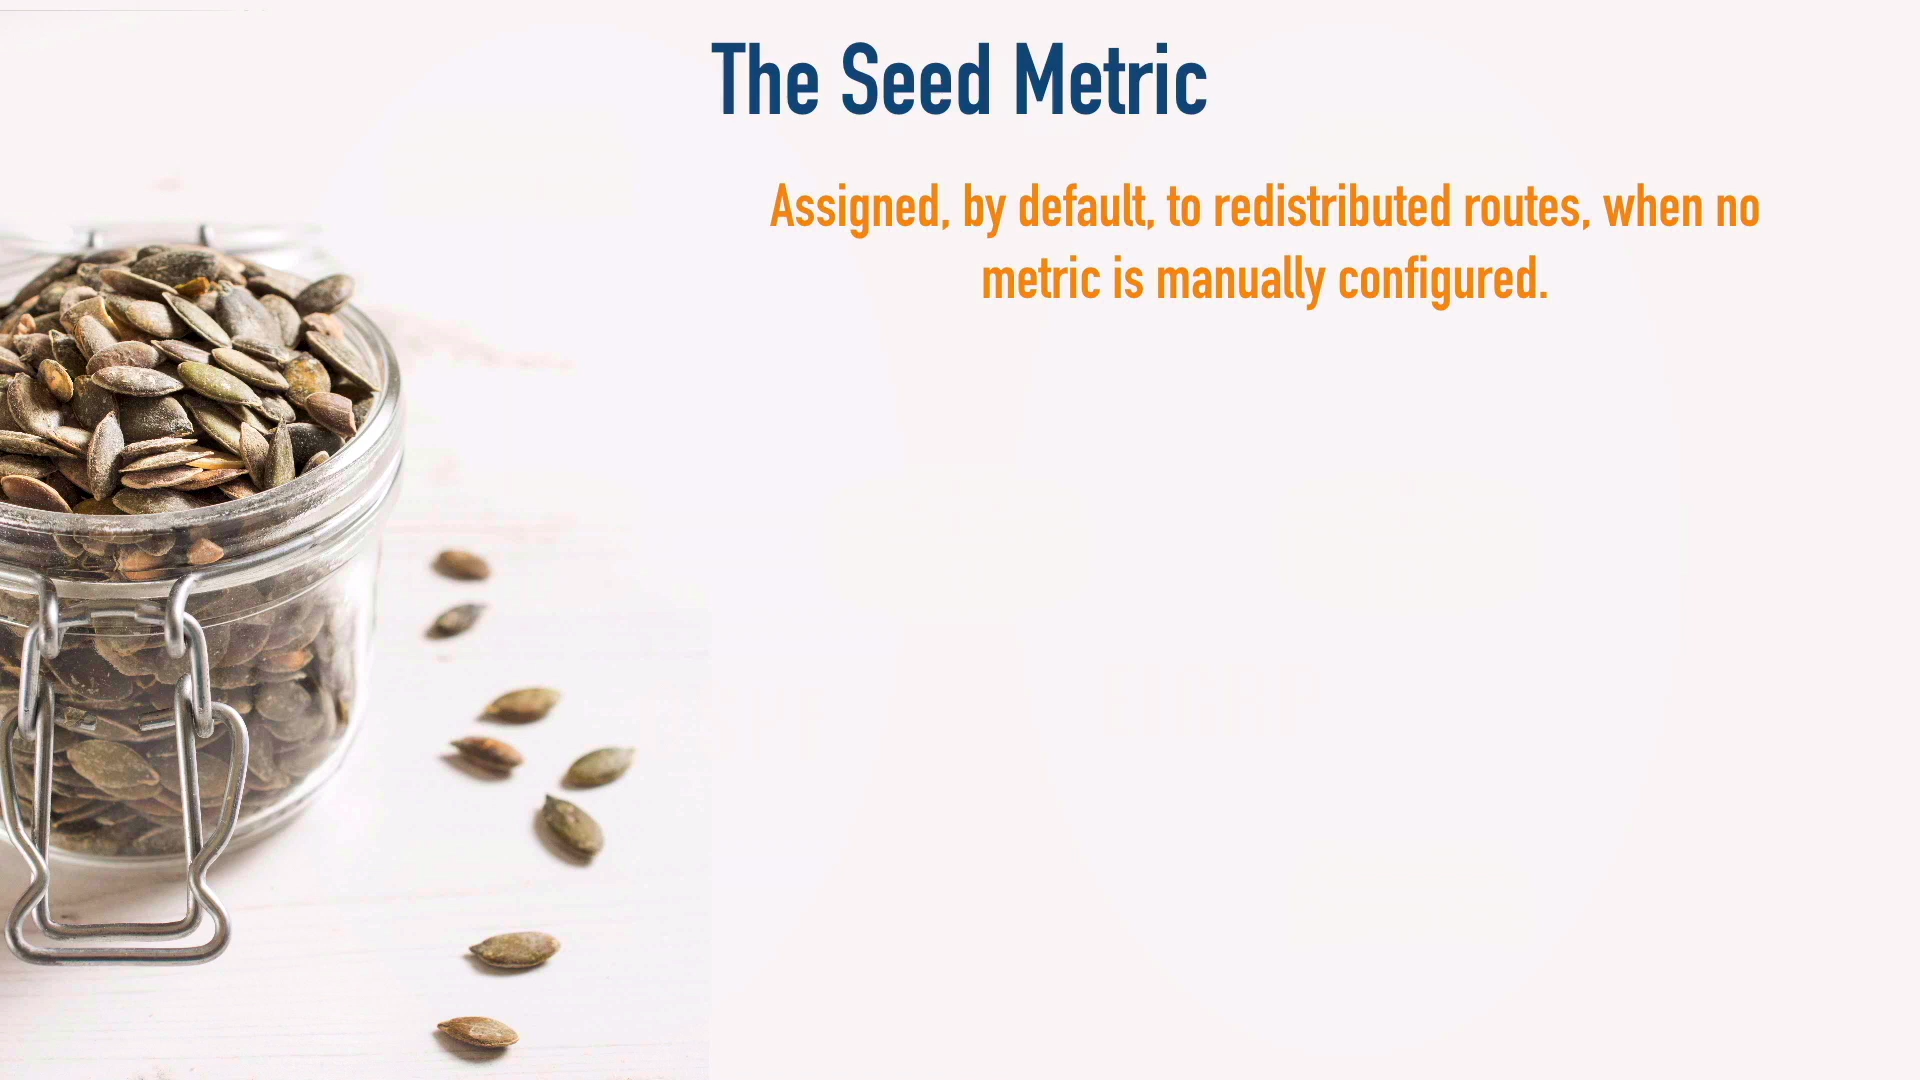 The Seed Metric
Assigned, by default, to redistributed routes, when no
metric is manually configured.